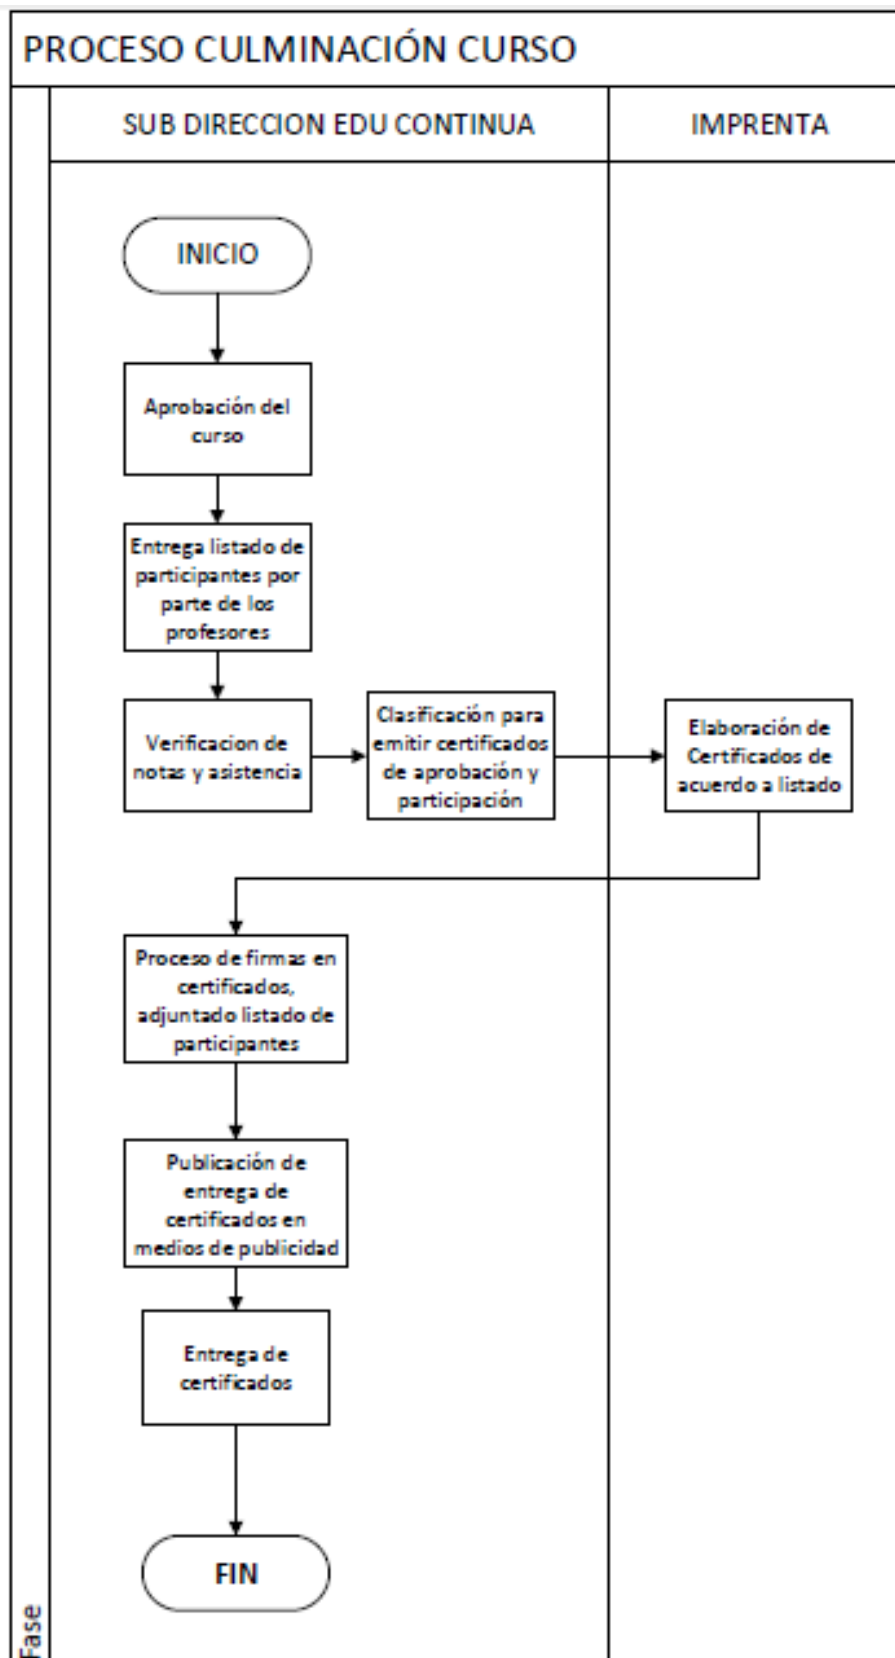 PROCESO CULMINACIÓN CURSO
SUB DIRECCION EDU CONTINUA
IMPRENTA
INICIO
Aprobación del
curso
Entrega listado de
participantes por
parte de los
profesores
Verificacion de
notas y asistencia
Clasificación para
emitir certificados
de aprobación y
participación
Elaboración de
Certificados de
acuerdo a listado
Proceso de firmas en
certificados,
adjuntado listado de
participantes
Publicación de
entrega de
certificados en
medios de publicidad
Entrega de
certificados
FIN
Fase